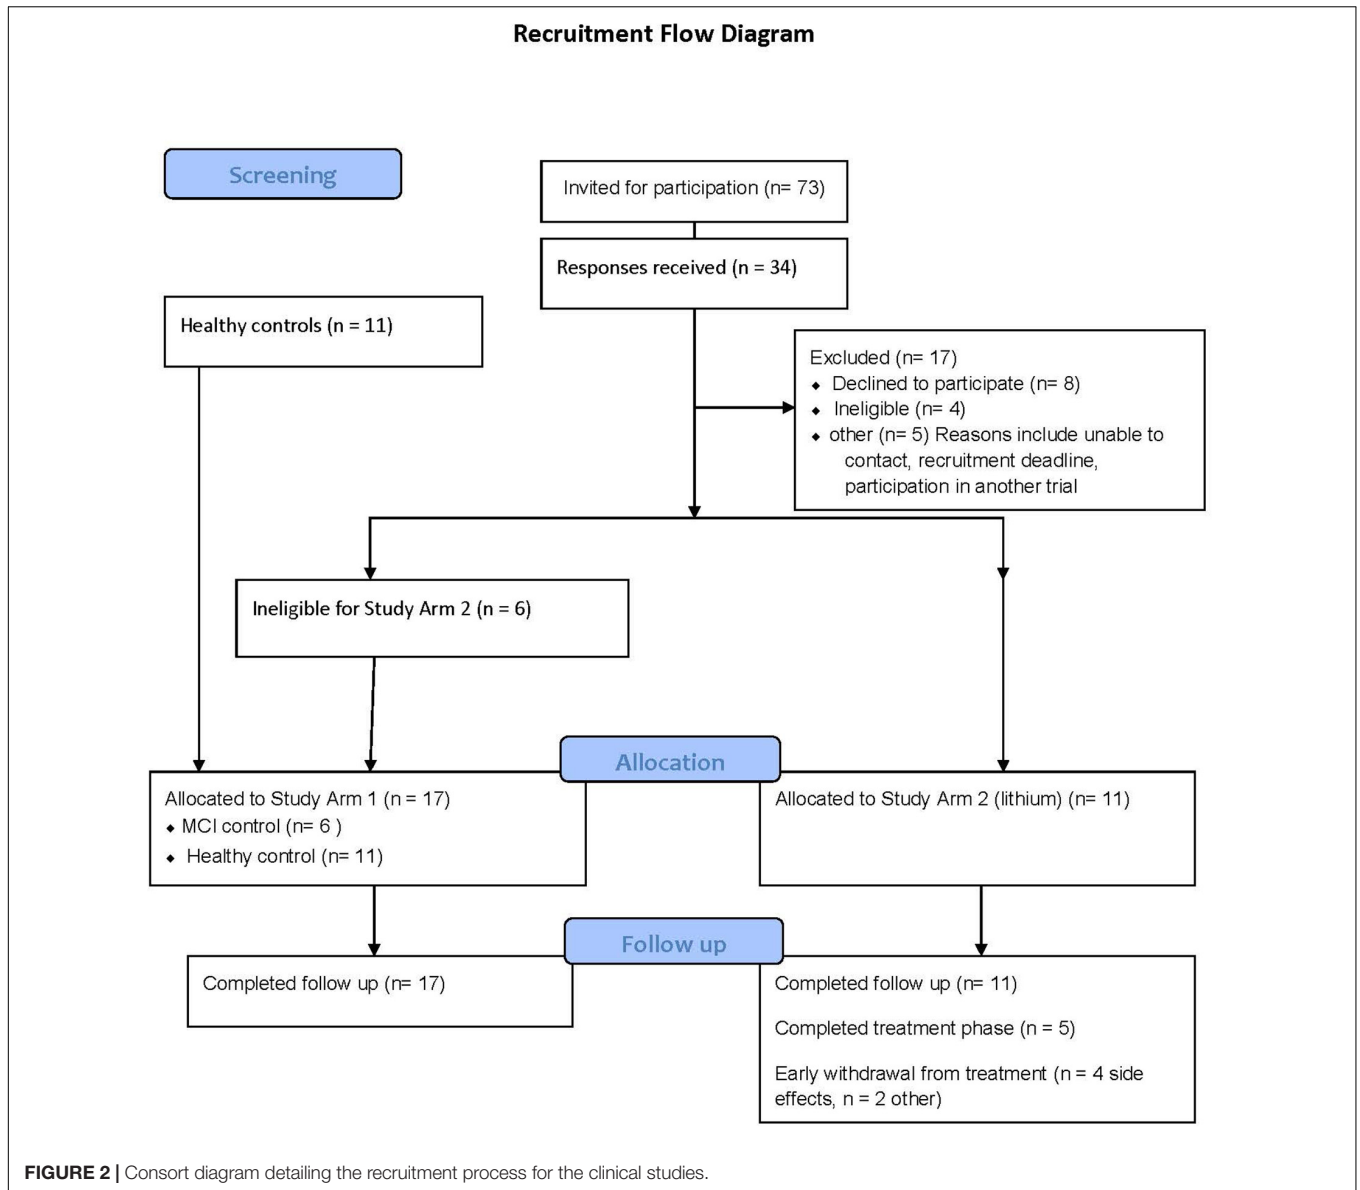 Recruitment Flow Diagram
Screening
Invited for participation (n= 73)
Responses received (n = 34)
Healthy controls (n = 11)
Excluded (n= 17)
⬥ Declined to participate (n= 8)
⬥ Ineligible (n= 4)
⬥ other (n= 5) Reasons include unable to
contact, recruitment deadline,
participation in another trial
Ineligible for Study Arm 2 (n = 6)
Allocation
Allocated to Study Arm 1 (n = 17)
⬥ MCI control (n= 6 )
⬥ Healthy control (n= 11)
Allocated to Study Arm 2 (lithium) (n= 11)
Follow up
Completed follow up (n= 17)
Completed follow up (n= 11)
Completed treatment phase (n = 5)
Early withdrawal from treatment (n = 4 side
effects, n = 2 other)
FIGURE 2 | Consort diagram detailing the recruitment process for the clinical studies.